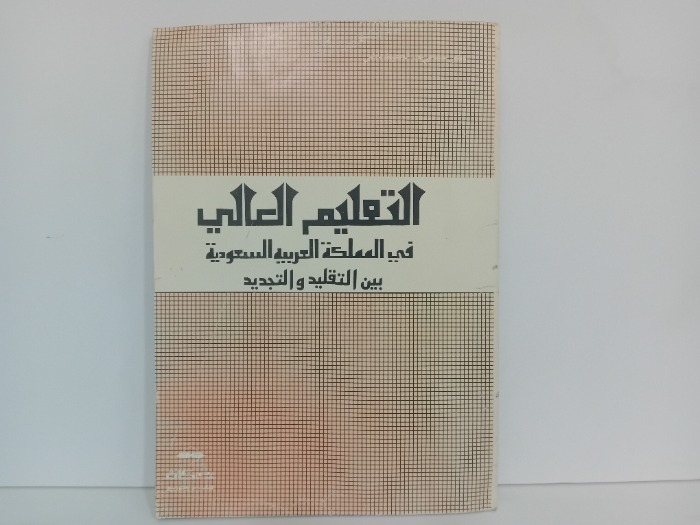 التعليم العالي
في المملكة العربية السعودية
بين التقليد والتجديد